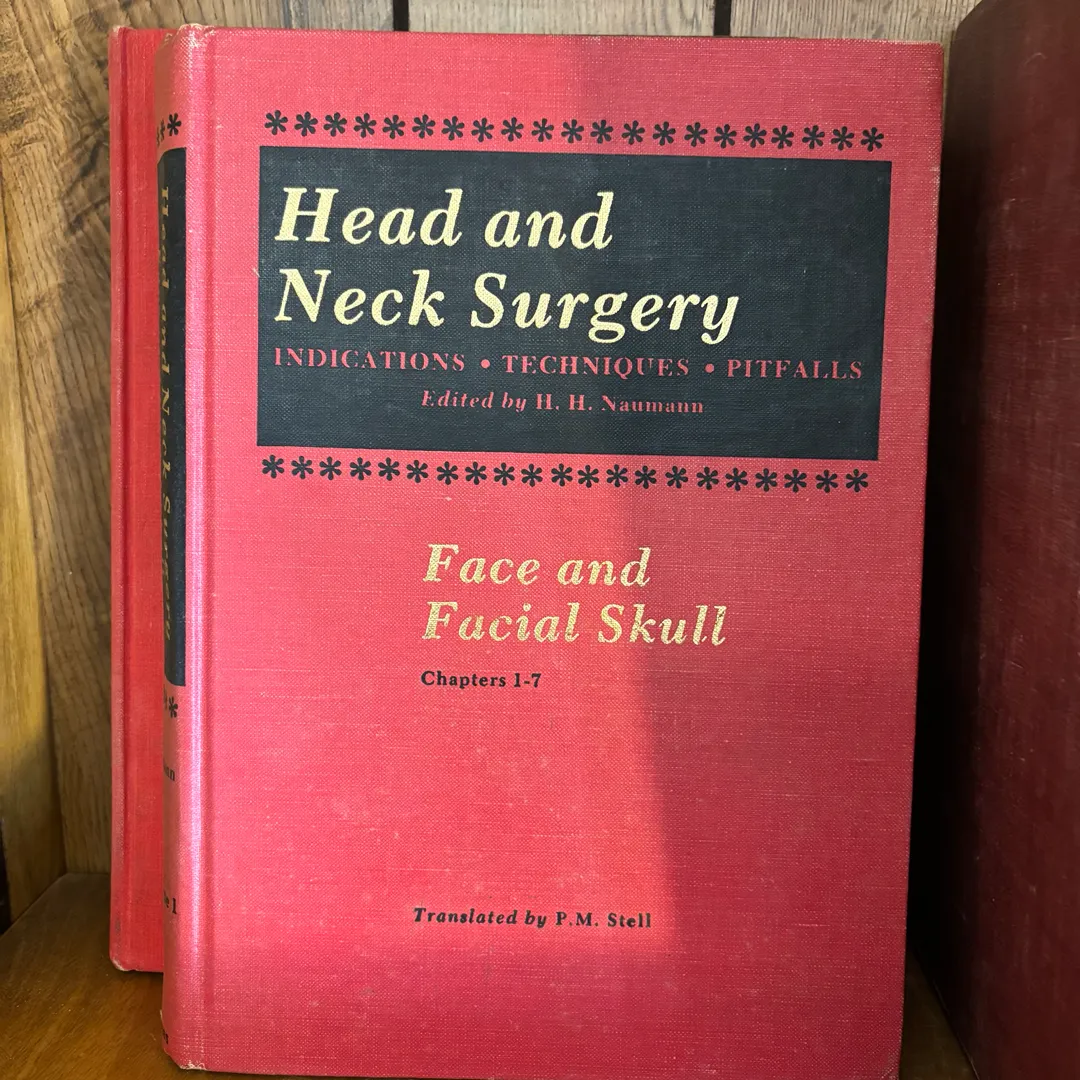 Head and
Neck Surgery
INDICATIONS • TECHNIQUES • PITFALLS
Edited by H. H. Naumann
Face and
Facial Skull
Chapters 1-7
Translated by P.M. Stell
Head and Neck Surgery